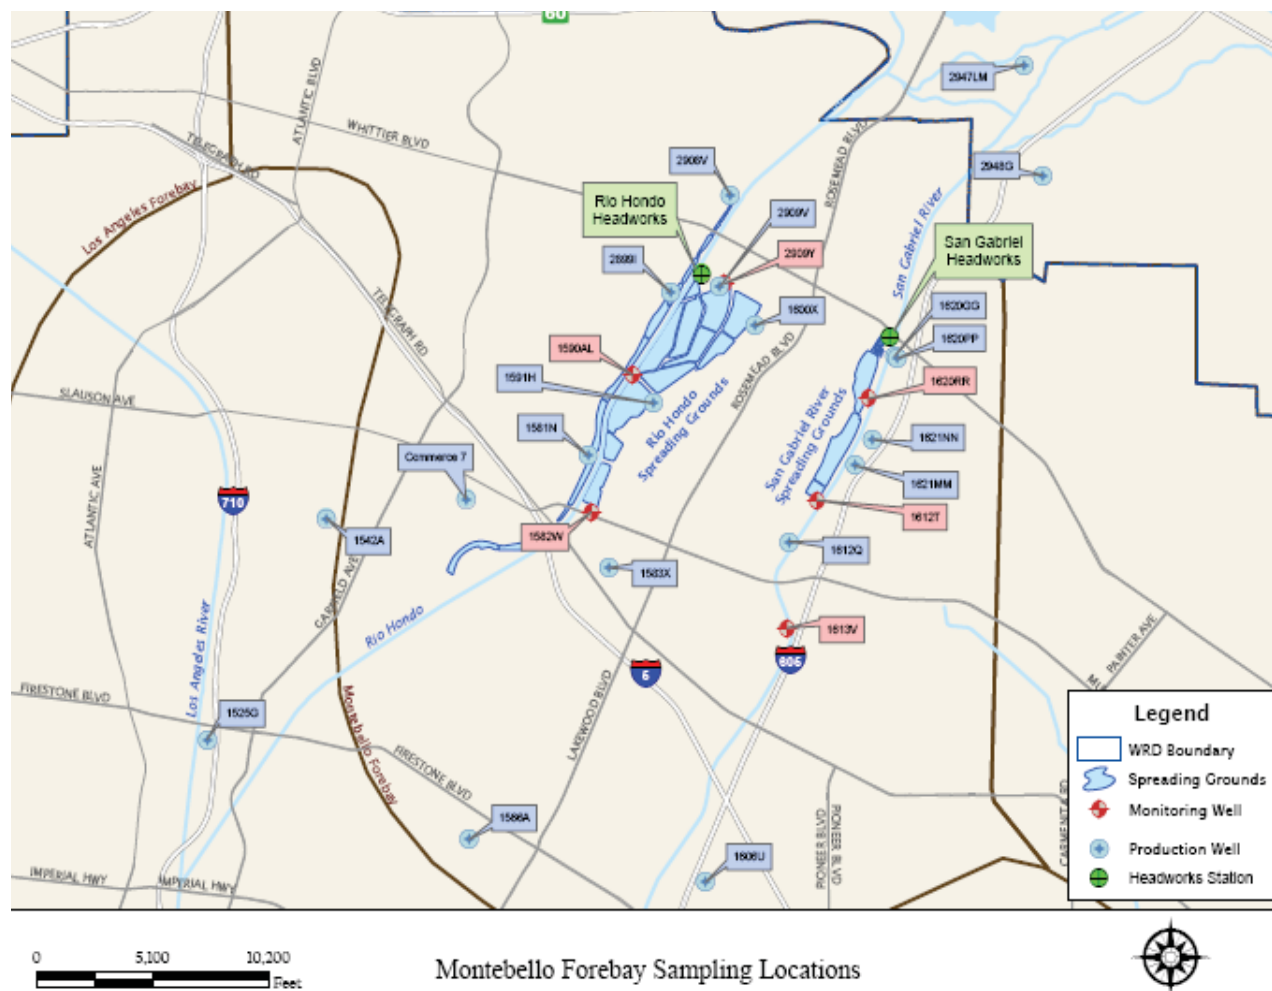 60
ATLANTIC BLVD
WHITTIER BLVD
TELEGRAPH RD
Los Angeles Forebay
2947LM
ROSEMEAD BLVD
2908V
2948G
Rio Hondo
Headworks
2909V
San Gabriel River
San Gabriel
Headworks
2909Y
1600X
1620GG
1620PP
TELEGRAPH RD
1590AL
1591H
ROSEMEAD BLVD
1620RR
SLAUSON AVE
Rio Hondo
Spreading Grounds
San Gabriel River
Spreading Grounds
1581N
1621NN
Commerce 7
1621MM
710
ATLANTIC AVE
1612T
1582W
1542A
1612Q
1583X
GARFIELD AVE
Rio Hondo
1613V
605
5
PAINTER AVE
Los Angeles River
FIRESTONE BLVD
LAKEWOOD BLVD
Montebello Forebay
1525G
FIRESTONE BLVD
1566A
1606U
PIONEER BLVD
PIONEER BLVD
CARMENITA RD
IMPERIAL HWY
IMPERIAL HWY
Legend
WRD Boundary
Spreading Grounds
Monitoring Well
Production Well
Headworks Station
0
5,100
10,200
Feet
Montebello Forebay Sampling Locations